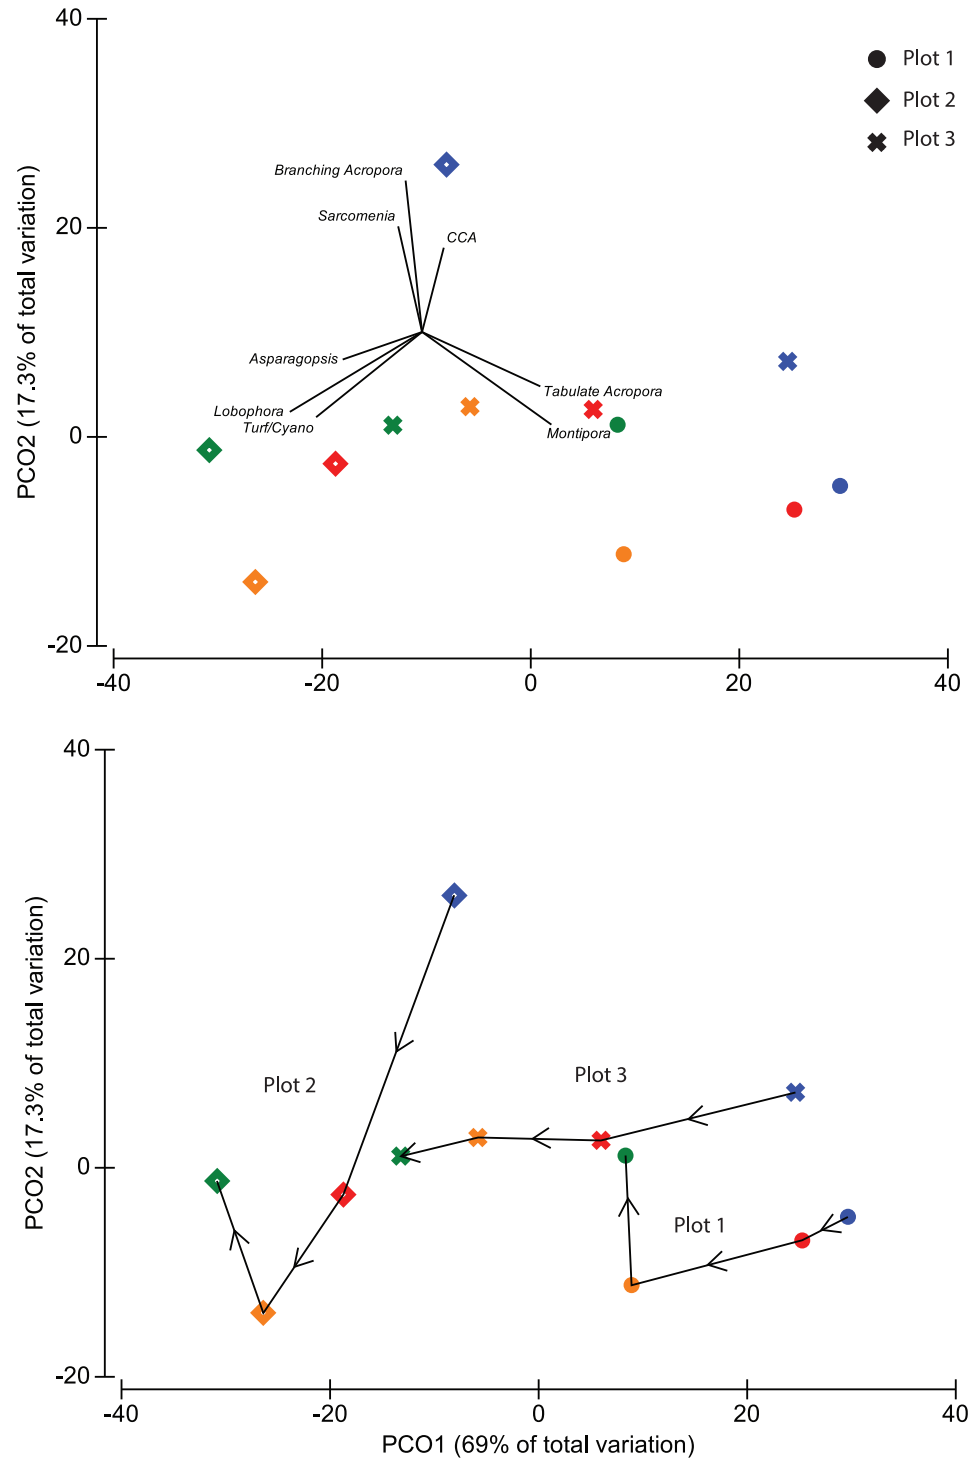 40
Plot 1
Plot 2
Plot 3
Branching Acropora
Sarcomenia
20
CCA
PCO2 (17.3% of total variation)
Asparagopsis
Tabulate Acropora
Lobophora
Turf/Cyano
Montipora
0
-20
-40
-20
0
20
40
40
20
PCO2 (17.3% of total variation)
Plot 2
Plot 3
0
Plot 1
-20
-40
-20
0
20
40
PCO1 (69% of total variation)